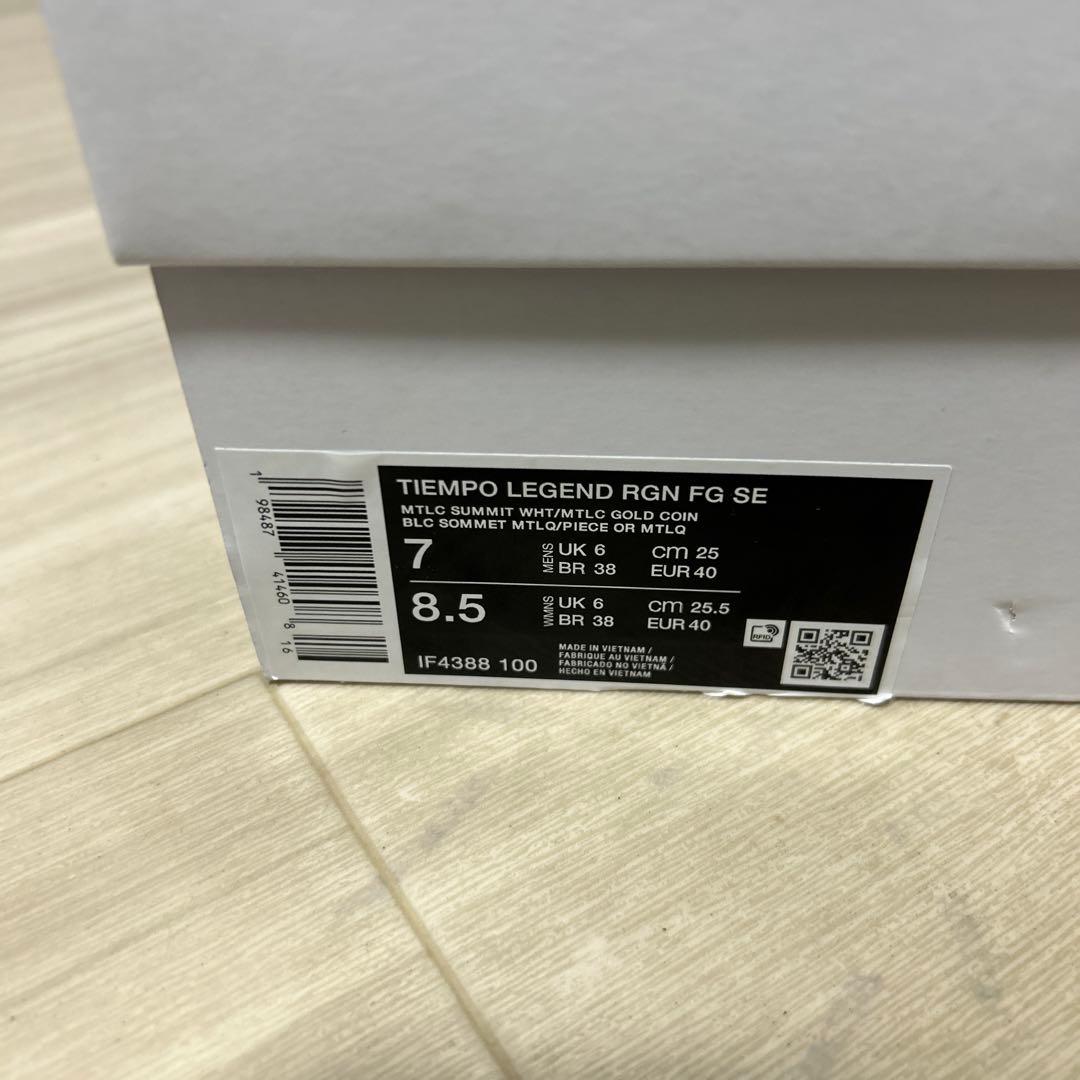 TIEMPO LEGEND RGN FG SE
MTLC SUMMIT WHT/MTLC GOLD COIN
BLC SOMMET MTLQ/PIECE OR MTLQ
7 MENS UK 6 cm 25
BR 38 EUR 40
8.5 WMNS UK 6 cm 25.5
BR 38 EUR 40
IF4388 100
MADE IN VIETNAM /
FABRIQUE AU VIETNAM /
FABRICADO NO VIETNÃ /
HECHO EN VIETNAM
RFID
1 98487 41460 8 16